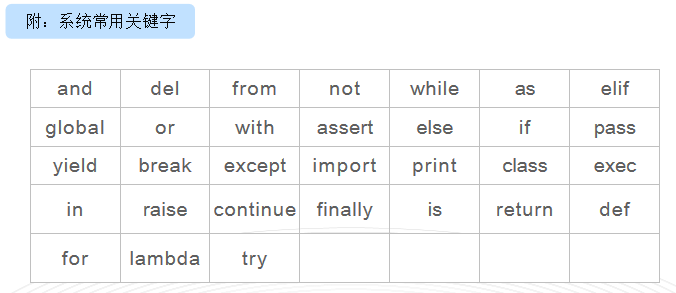 附：系统常用关键字
and del from not while as elif
global or with assert else if pass
yield break except import print class exec
in raise continue finally is return def
for lambda try